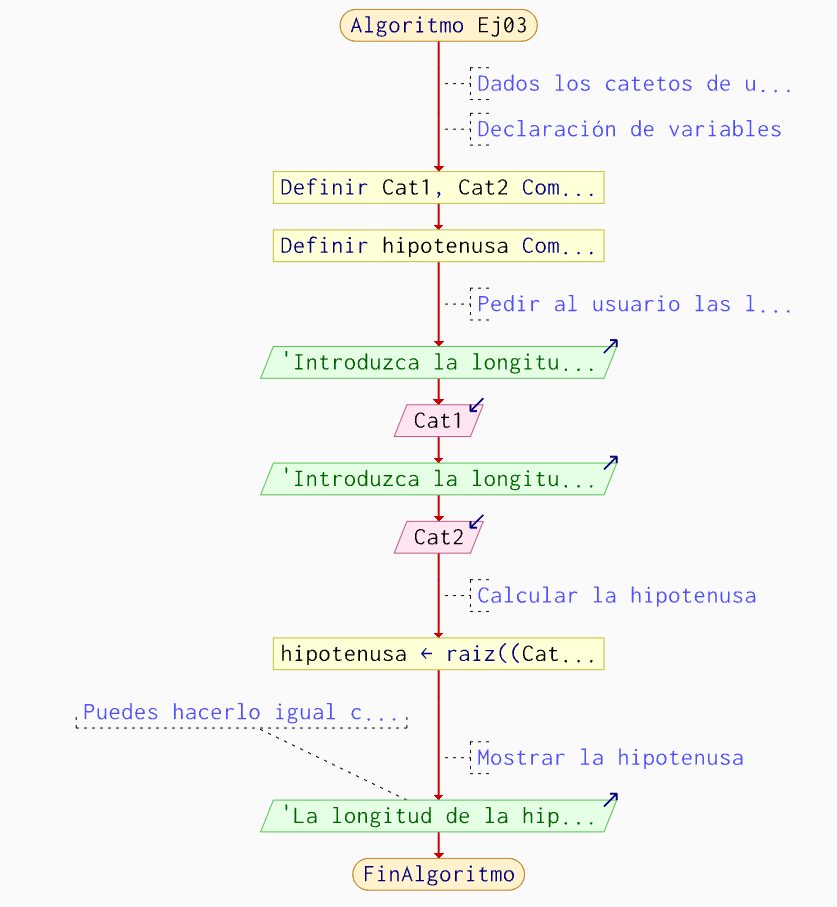 Algoritmo Ej03
Dados los catetos de u...
Declaración de variables
Definir Cat1, Cat2 Com...
Definir hipotenusa Com...
Pedir al usuario las l...
'Introduzca la longitu...
Cat1
'Introduzca la longitu...
Cat2
Calcular la hipotenusa
hipotenusa ← raiz((Cat...
Puedes hacerlo igual c...
Mostrar la hipotenusa
'La longitud de la hip...
FinAlgoritmo